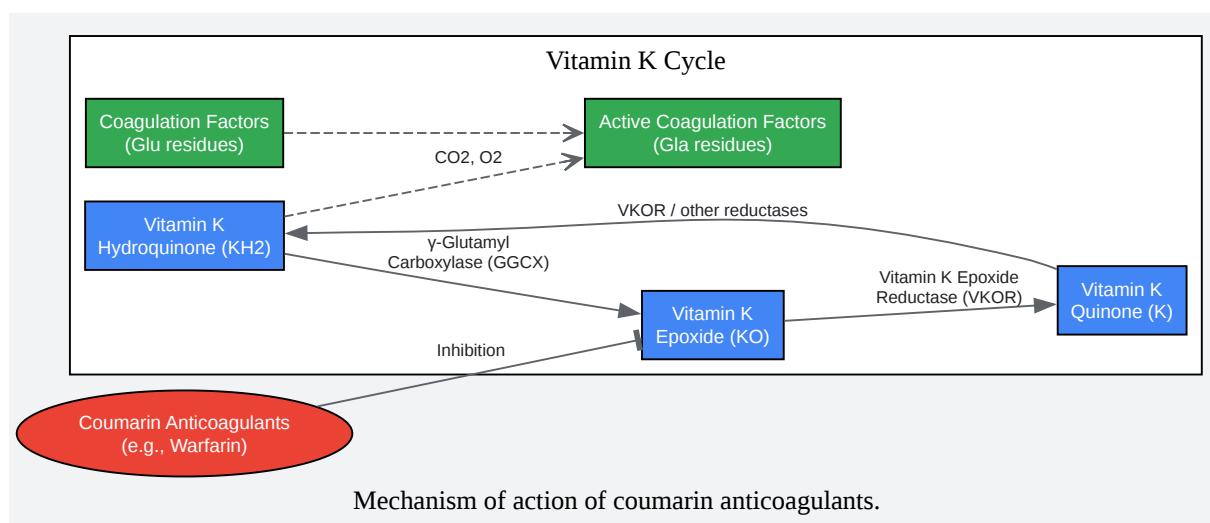 Vitamin K Cycle
Coagulation Factors
(Glu residues)
Active Coagulation Factors
(Gla residues)
CO2, O2
Vitamin K
Hydroquinone (KH2)
VKOR / other reductases
γ-Glutamyl
Carboxylase (GGCX)
Vitamin K Epoxide
Reductase (VKOR)
Vitamin K
Quinone (K)
Vitamin K
Epoxide (KO)
Inhibition
Coumarin Anticoagulants
(e.g., Warfarin)
Mechanism of action of coumarin anticoagulants.